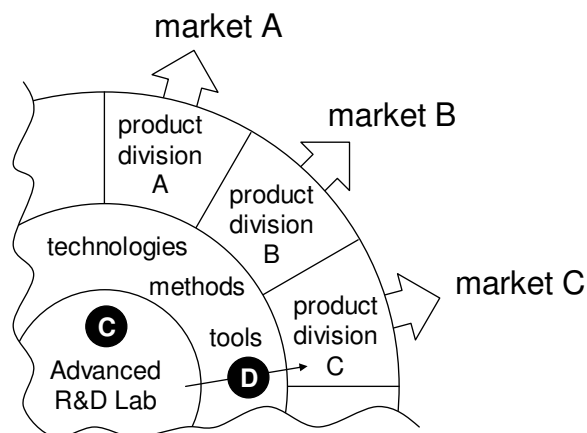 market A
market B
market C
product
division
A
product
division
B
product
division
C
technologies
methods
tools
C
D
Advanced
R&D Lab